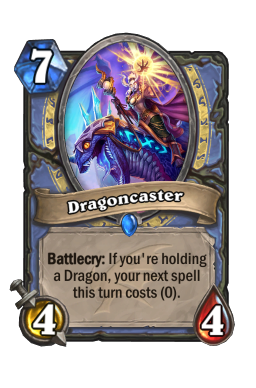 7
Dragoncaster
Battlecry: If you're holding
a Dragon, your next spell
this turn costs (0).
4
4